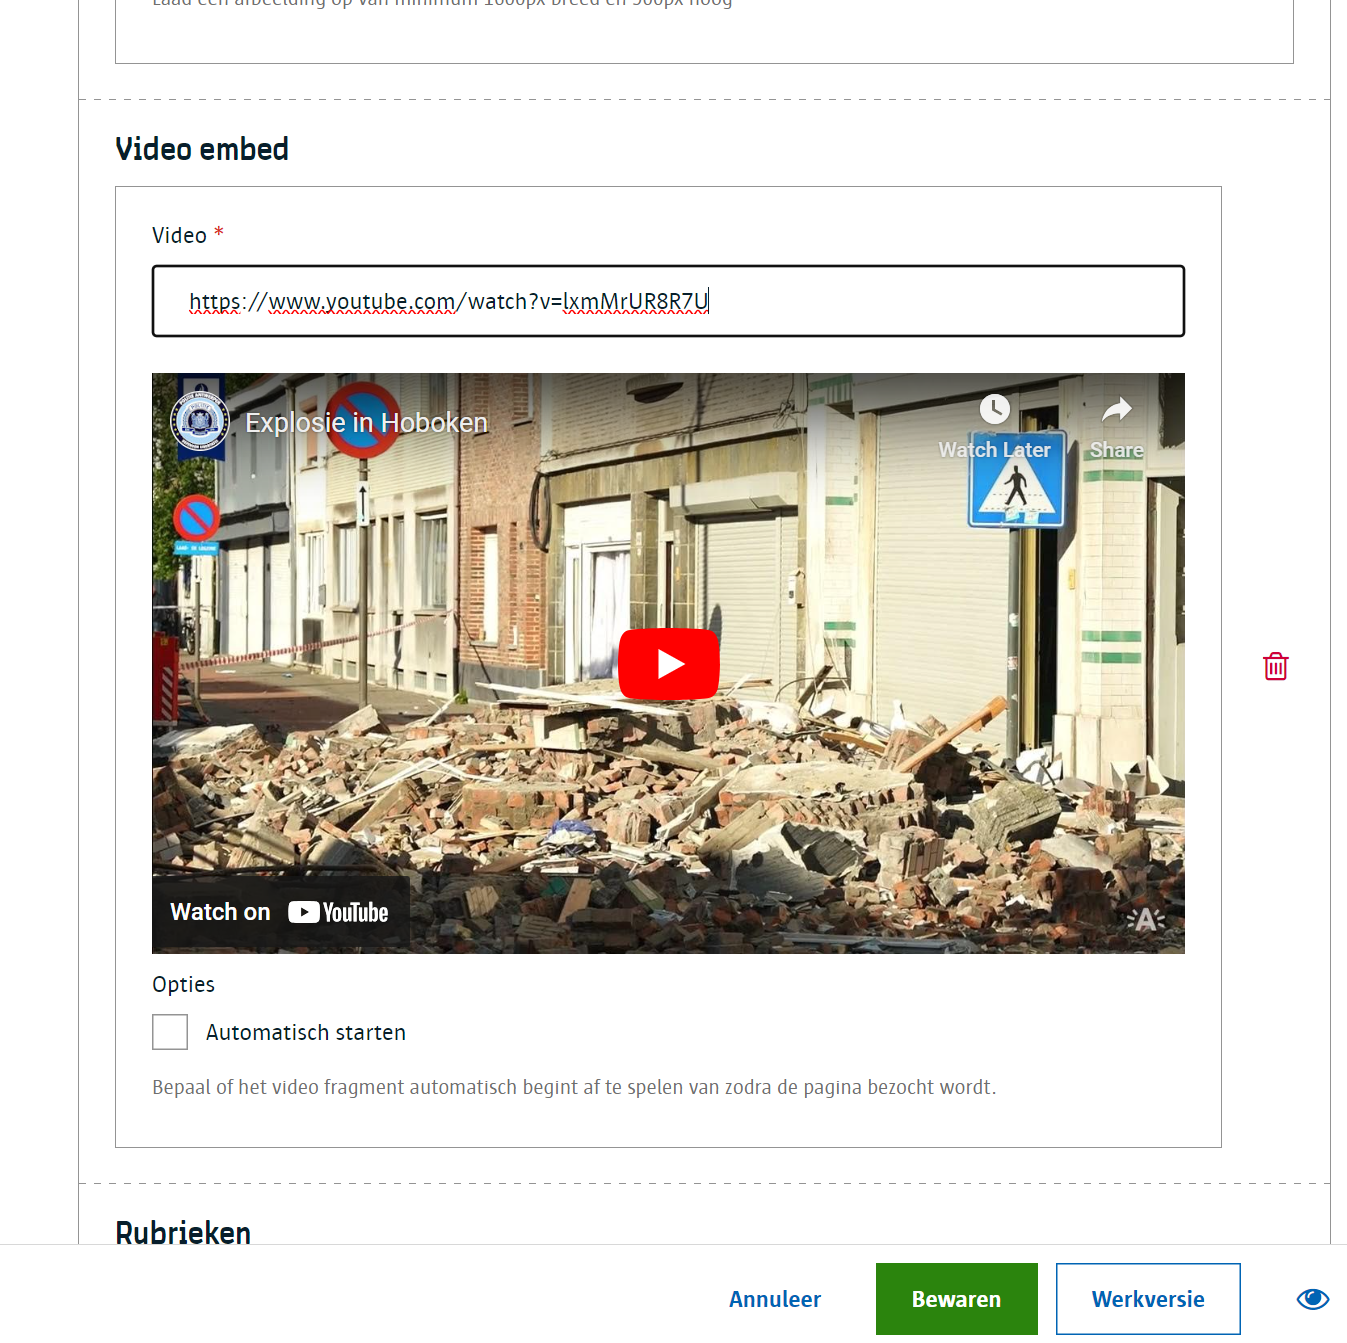 Laad een afbeelding op van minimum 1600px breed en 500px hoog
Video embed
Video *
https://www.youtube.com/watch?v=lxmMrUR8R7U
Explosie in Hoboken
Watch Later
Share
Watch on YouTube
A
Opties
Automatisch starten
Bepaal of het video fragment automatisch begint af te spelen van zodra de pagina bezocht wordt.
Rubrieken
Annuleer
Bewaren
Werkversie